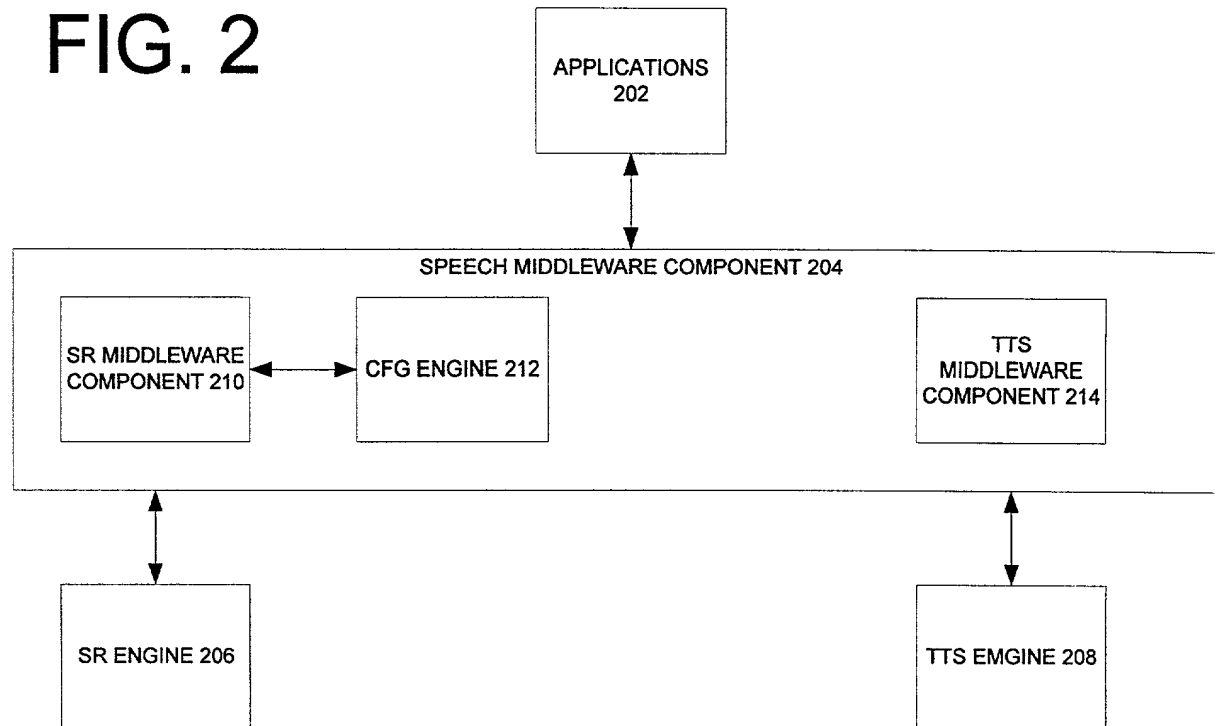 FIG. 2
APPLICATIONS
202
SPEECH MIDDLEWARE COMPONENT 204
SR MIDDLEWARE
COMPONENT 210
CFG ENGINE 212
TTS
MIDDLEWARE
COMPONENT 214
SR ENGINE 206
TTS EMGINE 208